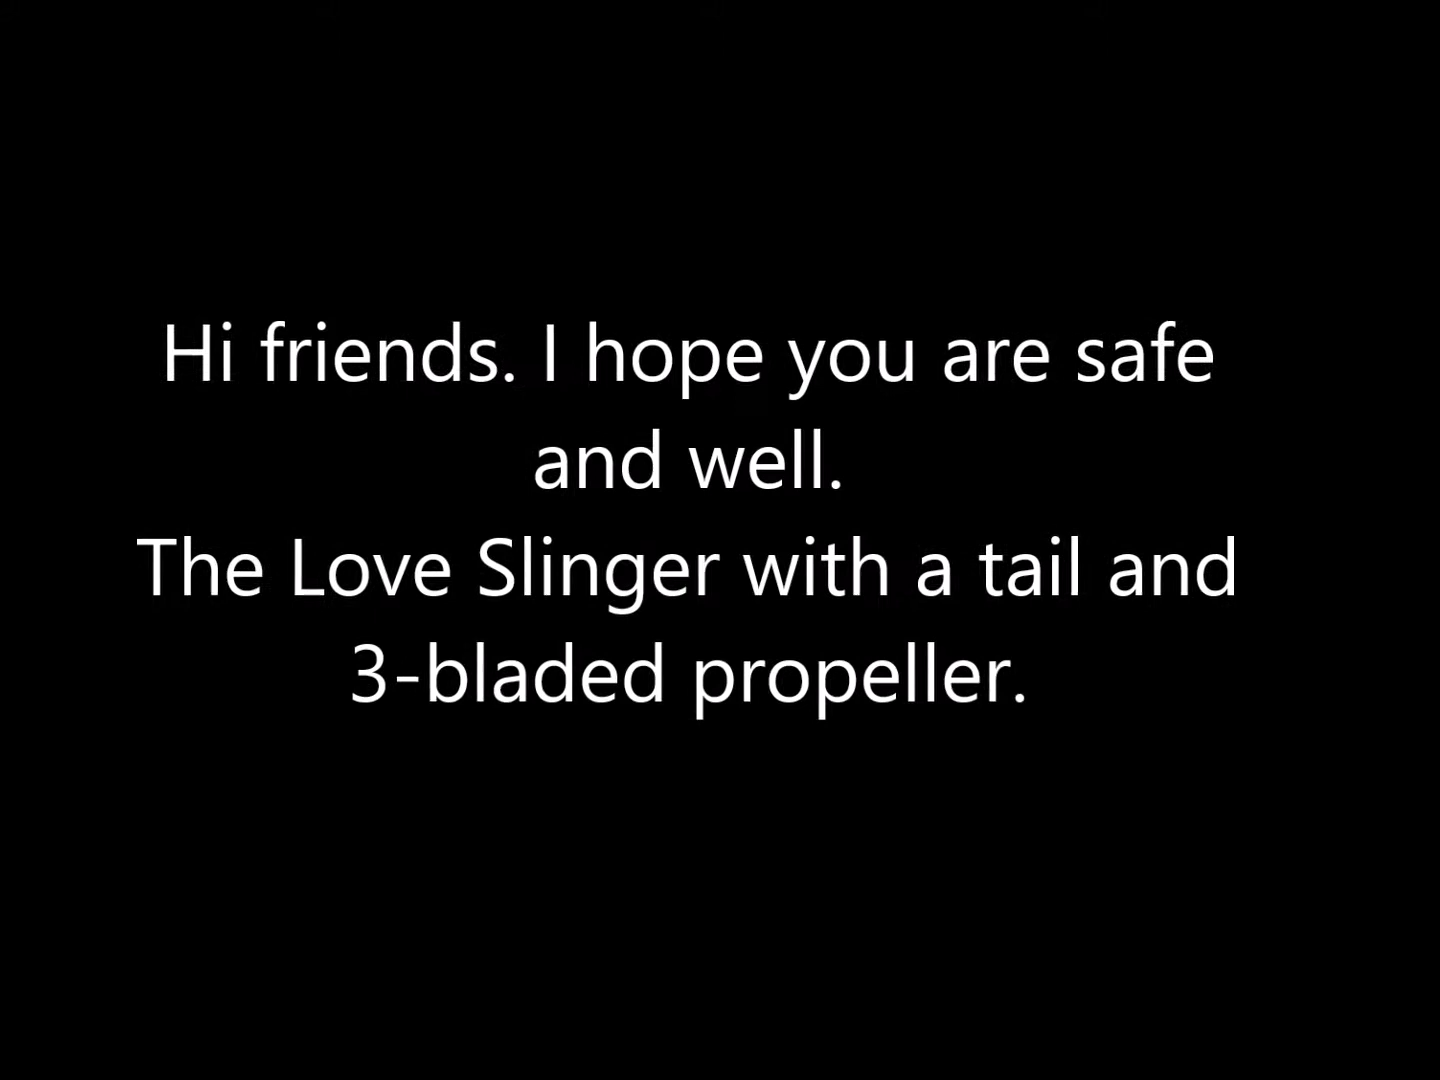 Hi friends. I hope you are safe
and well.
The Love Slinger with a tail and
3-bladed propeller.